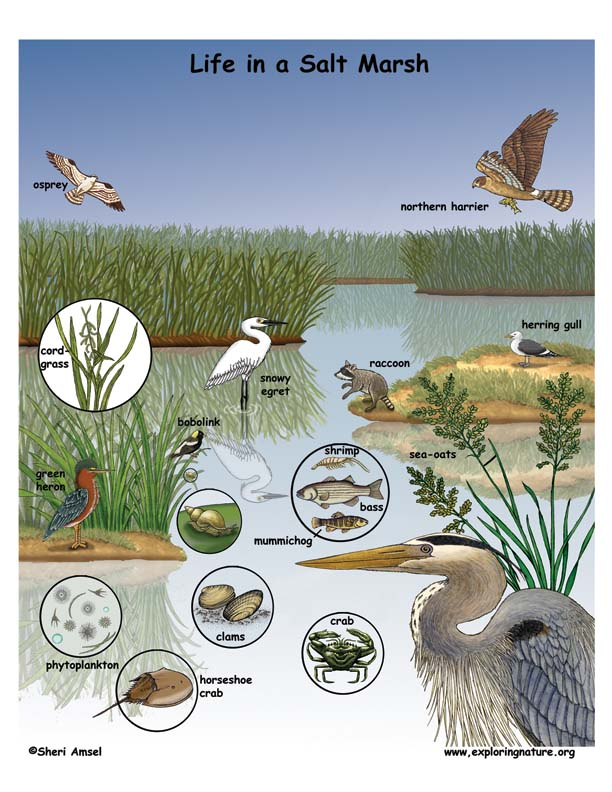 Life in a Salt Marsh
osprey
northern harrier
herring gull
cord-
grass
raccoon
snowy
egret
bobolink
shrimp
sea-oats
green
heron
bass
mummichog
clams
crab
phytoplankton
horseshoe
crab
©Sheri Amsel
www.exploringnature.org